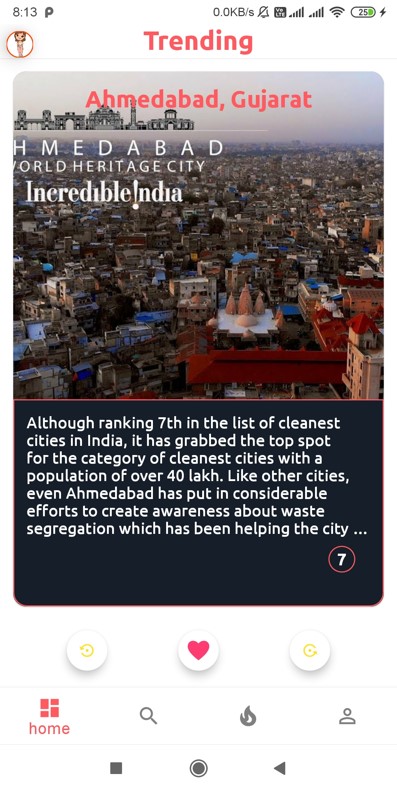 8:13
0.0KB/s
25
Trending
Ahmedabad, Gujarat
HMEDABAD
WORLD HERITAGE CITY
Incredible!ndia
Although ranking 7th in the list of cleanest
cities in India, it has grabbed the top spot
for the category of cleanest cities with a
population of over 40 lakh. Like other cities,
even Ahmedabad has put in considerable
efforts to create awareness about waste
segregation which has been helping the city ...
7
home